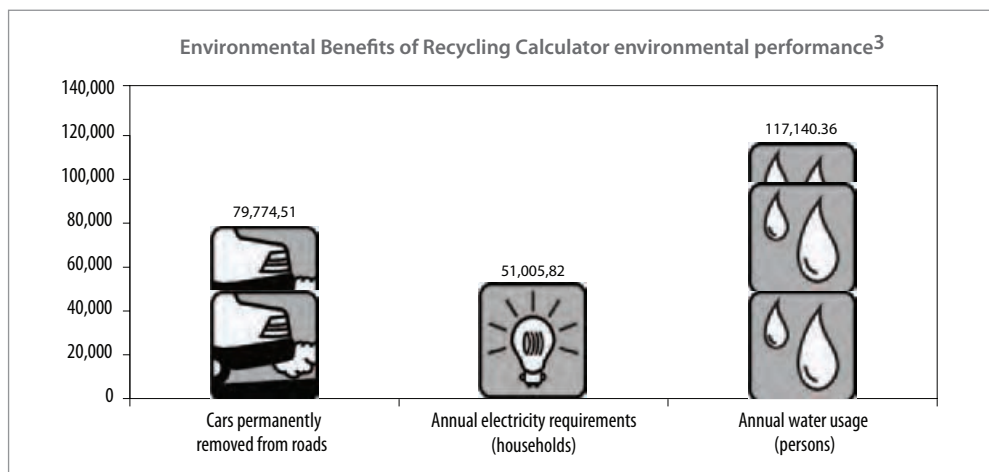 Environmental Benefits of Recycling Calculator environmental performance3
140,000
120,000
100,000
80,000
60,000
40,000
20,000
0
117,140.36
79,774,51
51,005,82
Cars permanently
removed from roads
Annual electricity requirements
(households)
Annual water usage
(persons)